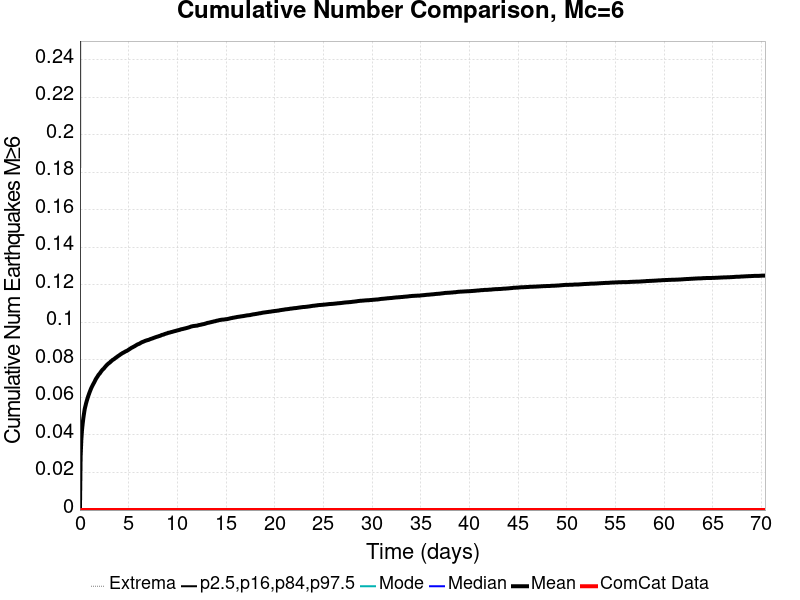 Cumulative Number Comparison, Mc=6
Cumulative Num Earthquakes M≥6
0.24
0.22
0.2
0.18
0.16
0.14
0.12
0.1
0.08
0.06
0.04
0.02
0
0 5 10 15 20 25 30 35 40 45 50 55 60 65 70
Time (days)
Extrema p2.5,p16,p84,p97.5 Mode Median Mean ComCat Data